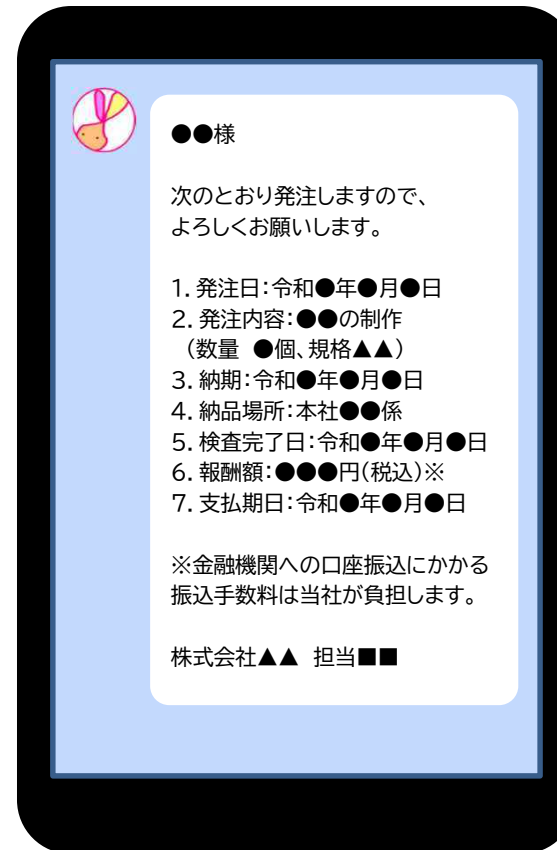 ●●様
次のとおり発注しますので、
よろしくお願いします。
1．発注日：令和●年●月●日
2．発注内容：●●の制作
（数量　●個、規格▲▲）
3．納期：令和●年●月●日
4．納品場所：本社●●係
5．検査完了日：令和●年●月●日
6．報酬額：●●●円（税込）※
7．支払期日：令和●年●月●日
※金融機関への口座振込にかかる
振込手数料は当社が負担します。
株式会社▲▲　担当■■